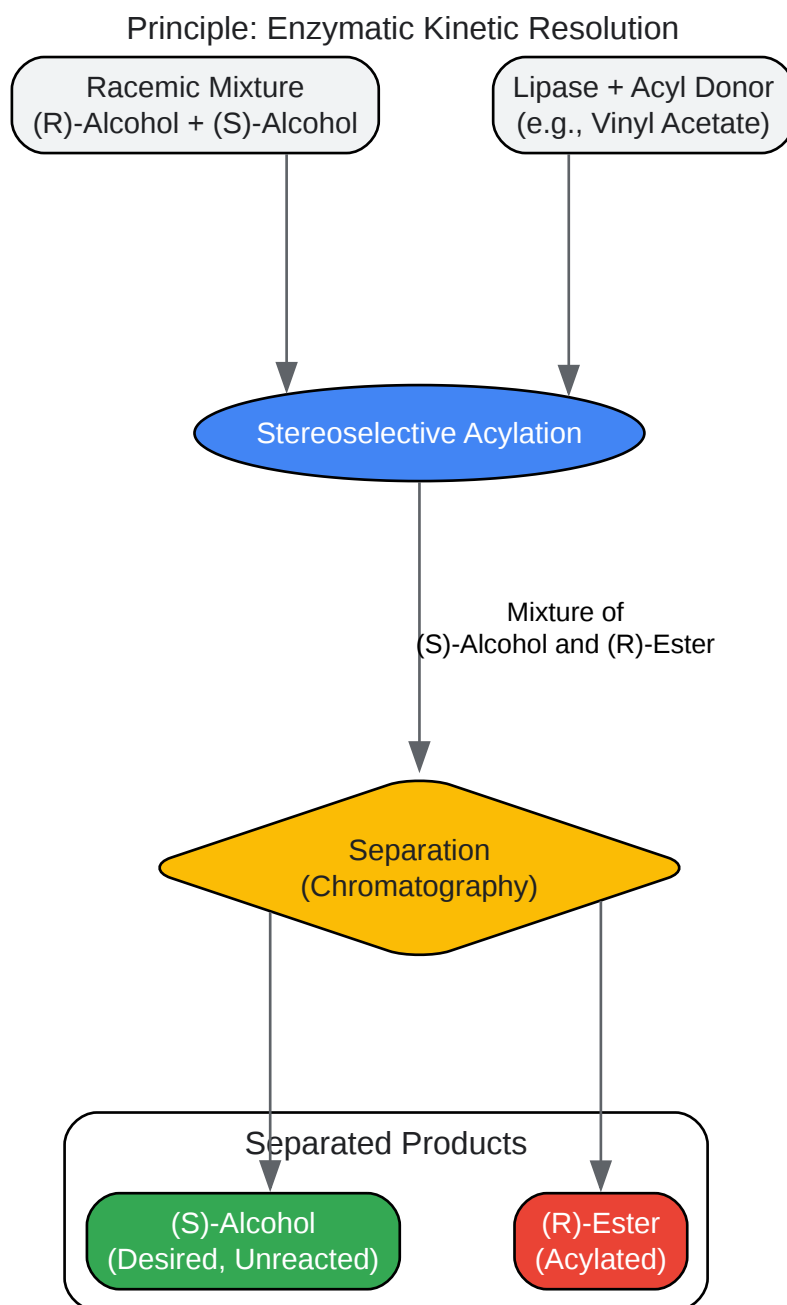 Principle: Enzymatic Kinetic Resolution
Racemic Mixture
(R)-Alcohol + (S)-Alcohol
Lipase + Acyl Donor
(e.g., Vinyl Acetate)
Stereoselective Acylation
Mixture of
(S)-Alcohol and (R)-Ester
Separation
(Chromatography)
Separated Products
(S)-Alcohol
(Desired, Unreacted)
(R)-Ester
(Acylated)